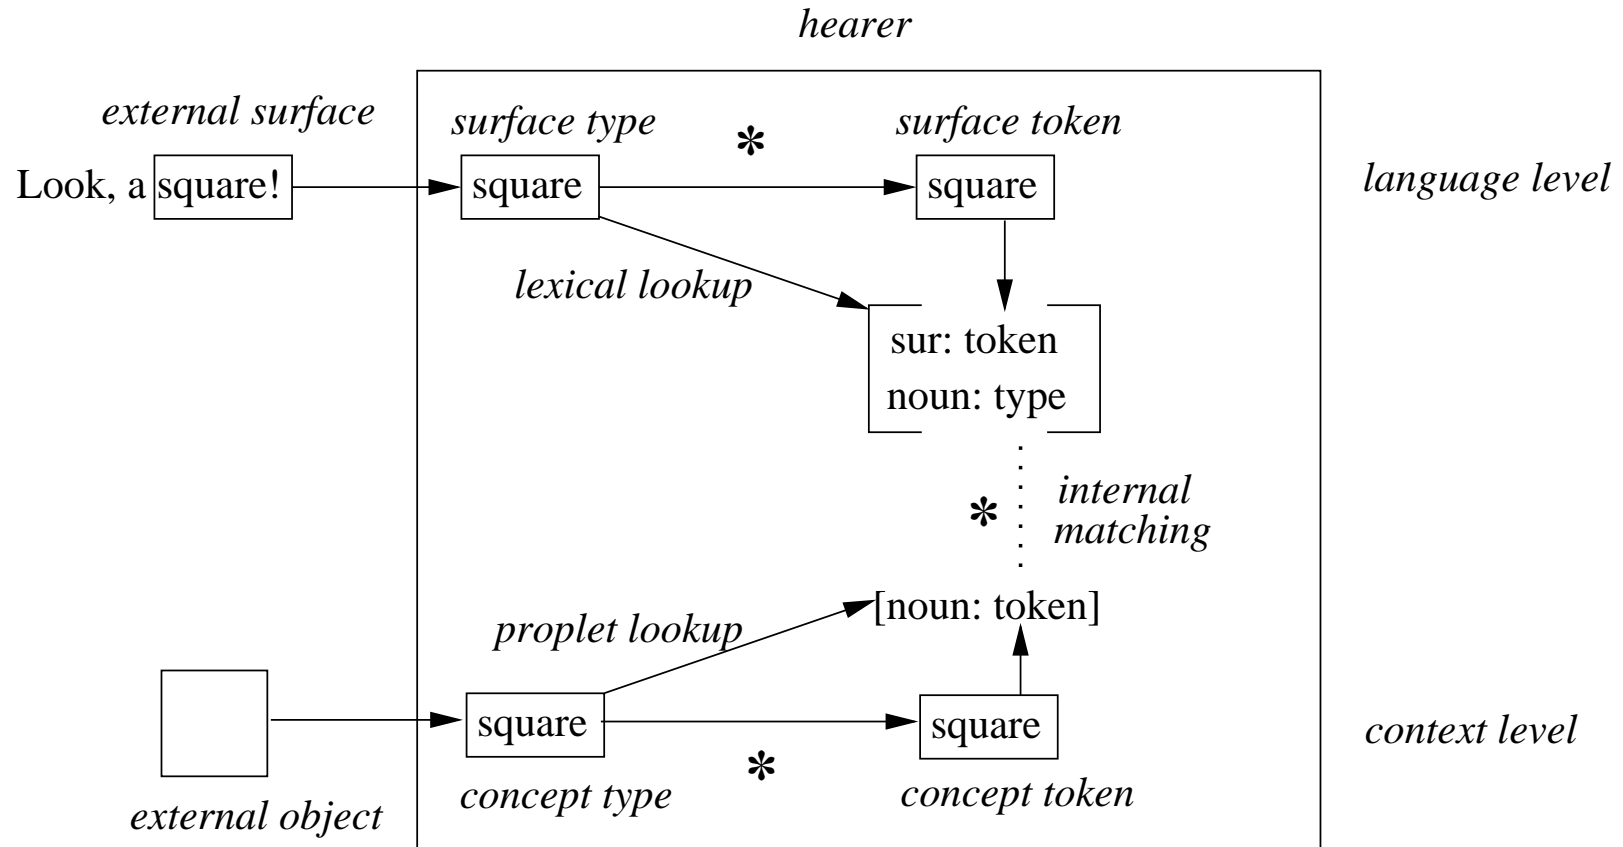 hearer
external surface
surface type
*
surface token
Look, a square!
square
square
language level
lexical lookup
sur: token
noun: type
*
internal
matching
[noun: token]
proplet lookup
square
square
context level
*
concept type
concept token
external object